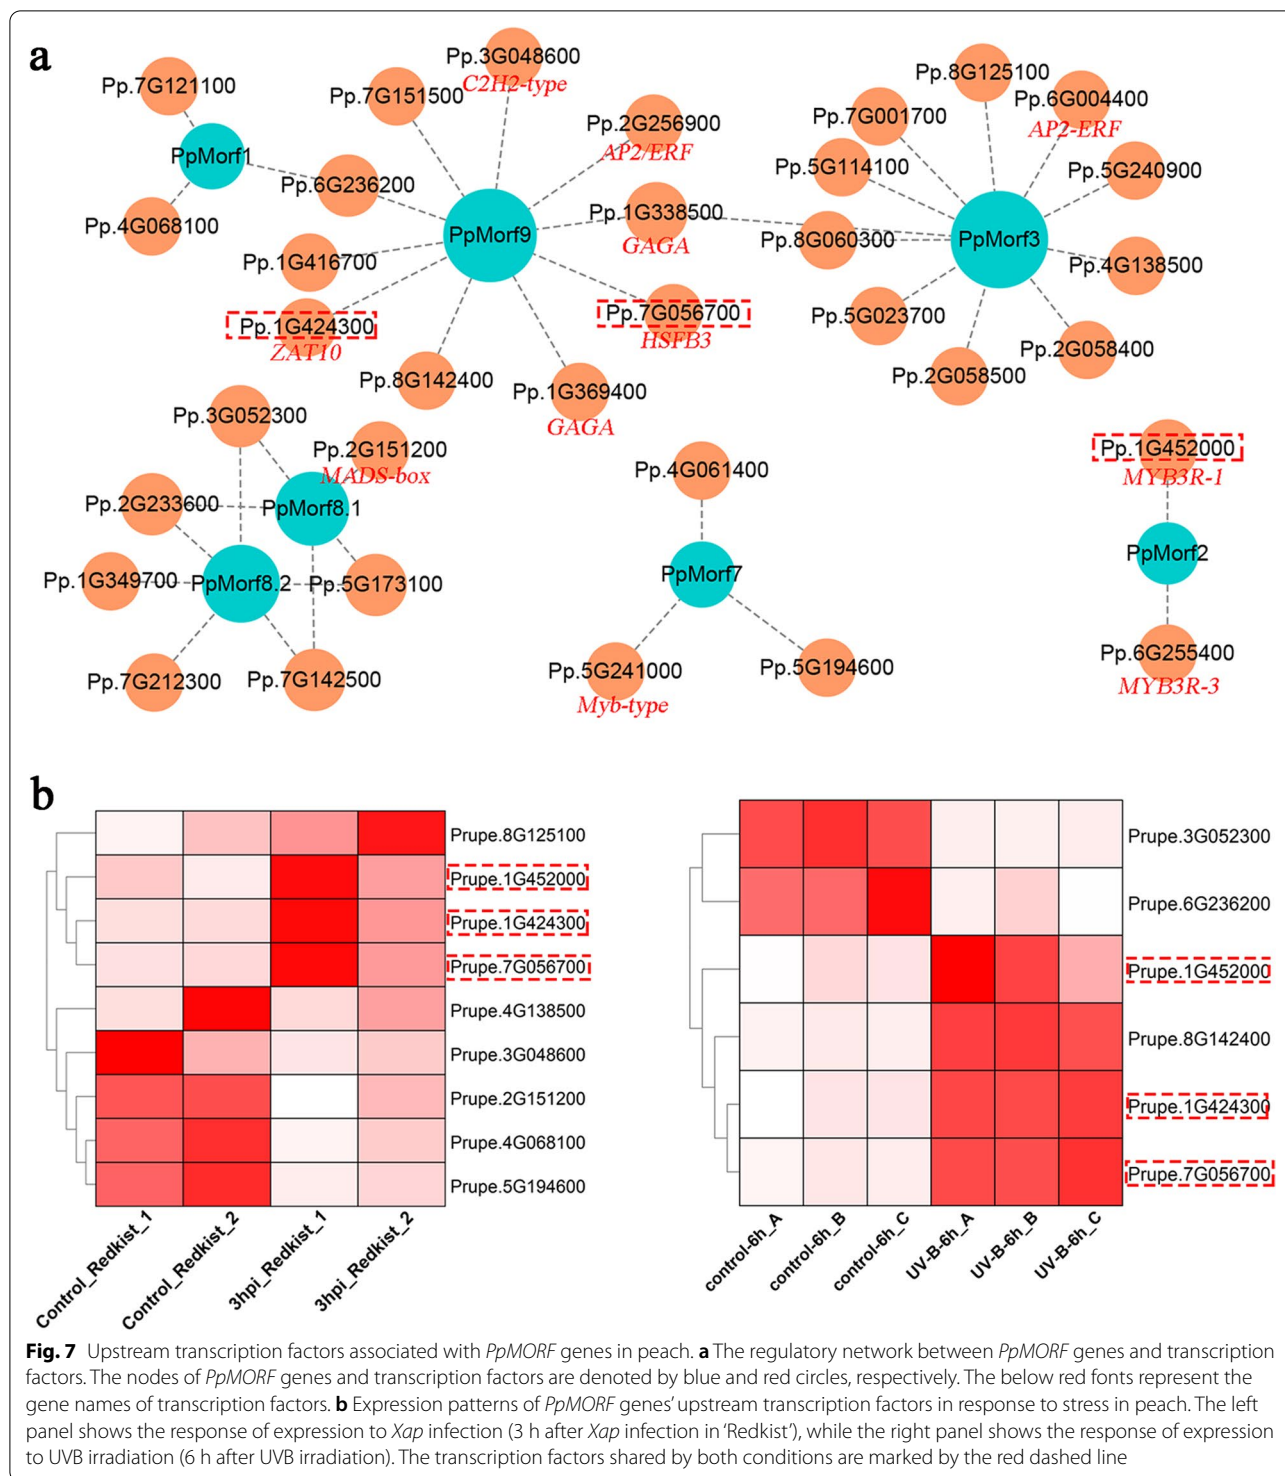 a
Pp.7G121100
PpMorf1
Pp.4G068100
Pp.7G151500
Pp.3G048600
C2H2-type
Pp.2G256900
AP2/ERF
Pp.6G236200
PpMorf9
Pp.1G338500
GAGA
Pp.1G416700
Pp.1G424300
ZAT10
Pp.7G056700
HSFB3
Pp.8G142400
Pp.1G369400
GAGA
Pp.8G125100
Pp.6G004400
AP2-ERF
Pp.7G001700
Pp.5G114100
Pp.5G240900
Pp.8G060300
PpMorf3
Pp.4G138500
Pp.5G023700
Pp.2G058400
Pp.2G058500
Pp.3G052300
Pp.2G151200
MADS-box
Pp.2G233600
PpMorf8.1
Pp.1G349700
PpMorf8.2
Pp.5G173100
Pp.7G212300
Pp.7G142500
Pp.4G061400
PpMorf7
Pp.5G241000
Myb-type
Pp.5G194600
Pp.1G452000
MYB3R-1
PpMorf2
Pp.6G255400
MYB3R-3
b
Prupe.8G125100
Prupe.1G452000
Prupe.1G424300
Prupe.7G056700
Prupe.4G138500
Prupe.3G048600
Prupe.2G151200
Prupe.4G068100
Prupe.5G194600
Control_Redkist_1
Control_Redkist_2
3hpi_Redkist_1
3hpi_Redkist_2
Prupe.3G052300
Prupe.6G236200
Prupe.1G452000
Prupe.8G142400
Prupe.1G424300
Prupe.7G056700
control-6h_A
control-6h_B
control-6h_C
UV-B-6h_A
UV-B-6h_B
UV-B-6h_C
Fig. 7 Upstream transcription factors associated with PpMORF genes in peach. a The regulatory network between PpMORF genes and transcription
factors. The nodes of PpMORF genes and transcription factors are denoted by blue and red circles, respectively. The below red fonts represent the
gene names of transcription factors. b Expression patterns of PpMORF genes' upstream transcription factors in response to stress in peach. The left
panel shows the response of expression to Xap infection (3 h after Xap infection in 'Redkist'), while the right panel shows the response of expression
to UVB irradiation (6 h after UVB irradiation). The transcription factors shared by both conditions are marked by the red dashed line